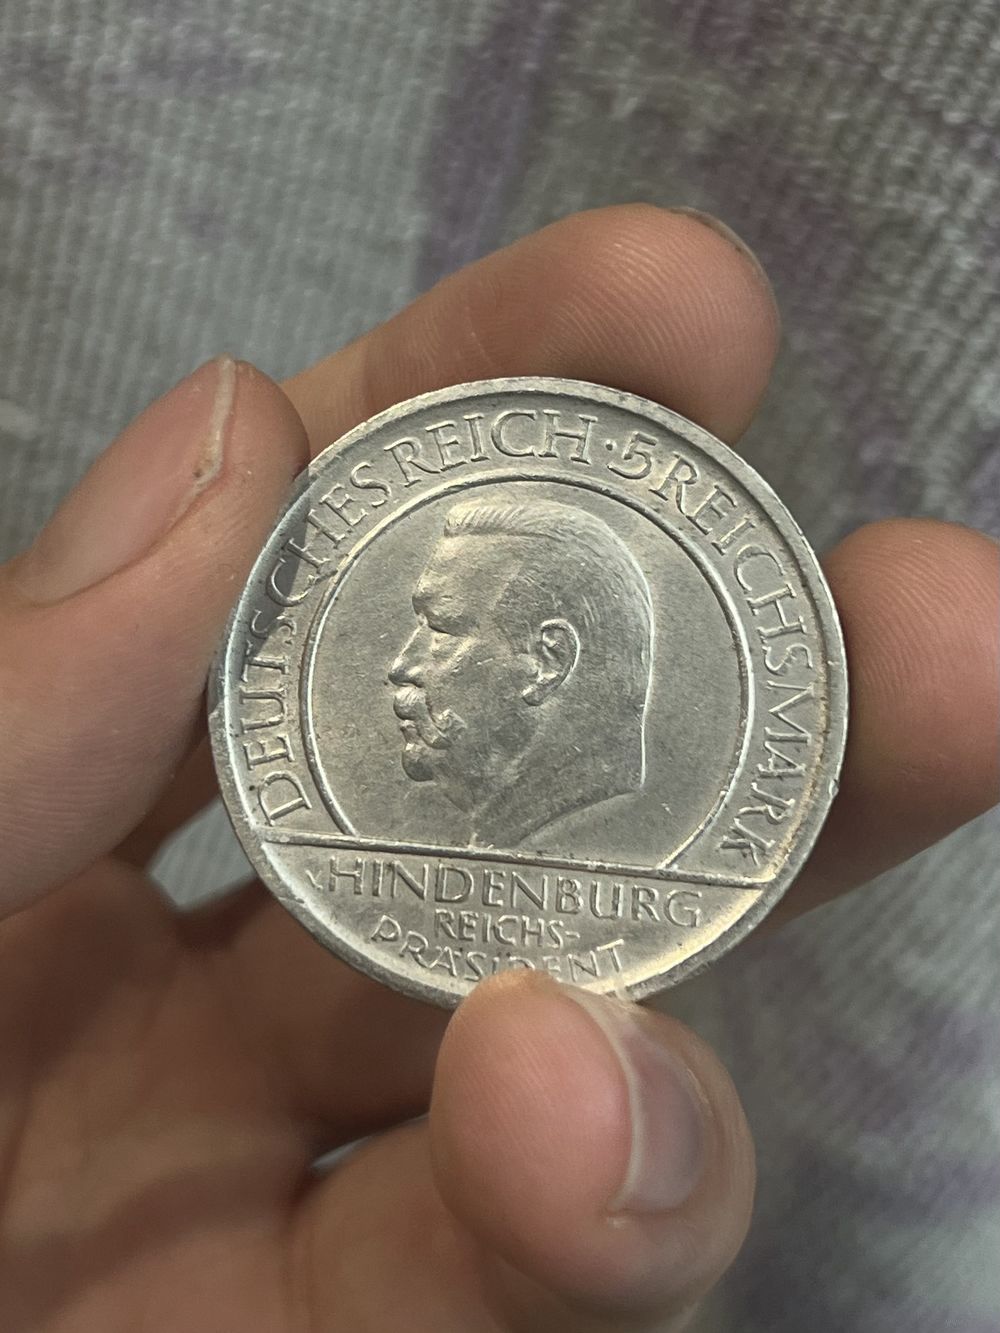 DEUTSCHES REICH · 5 REICHSMARK
v. HINDENBURG
REICHS-
PRÄSIDENT